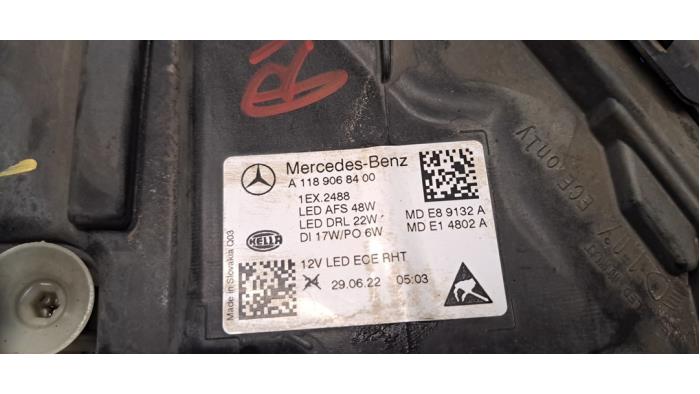 Mercedes-Benz
A 118 906 84 00
1EX.2488
LED AFS 48W
LED DRL 22W
DI 17W/PO 6W
MD E8 9132 A
MD E1 4802 A
HELLA
12V LED ECE RHT
29.06.22 05:03
Made in Slovakia Q03
ECE only